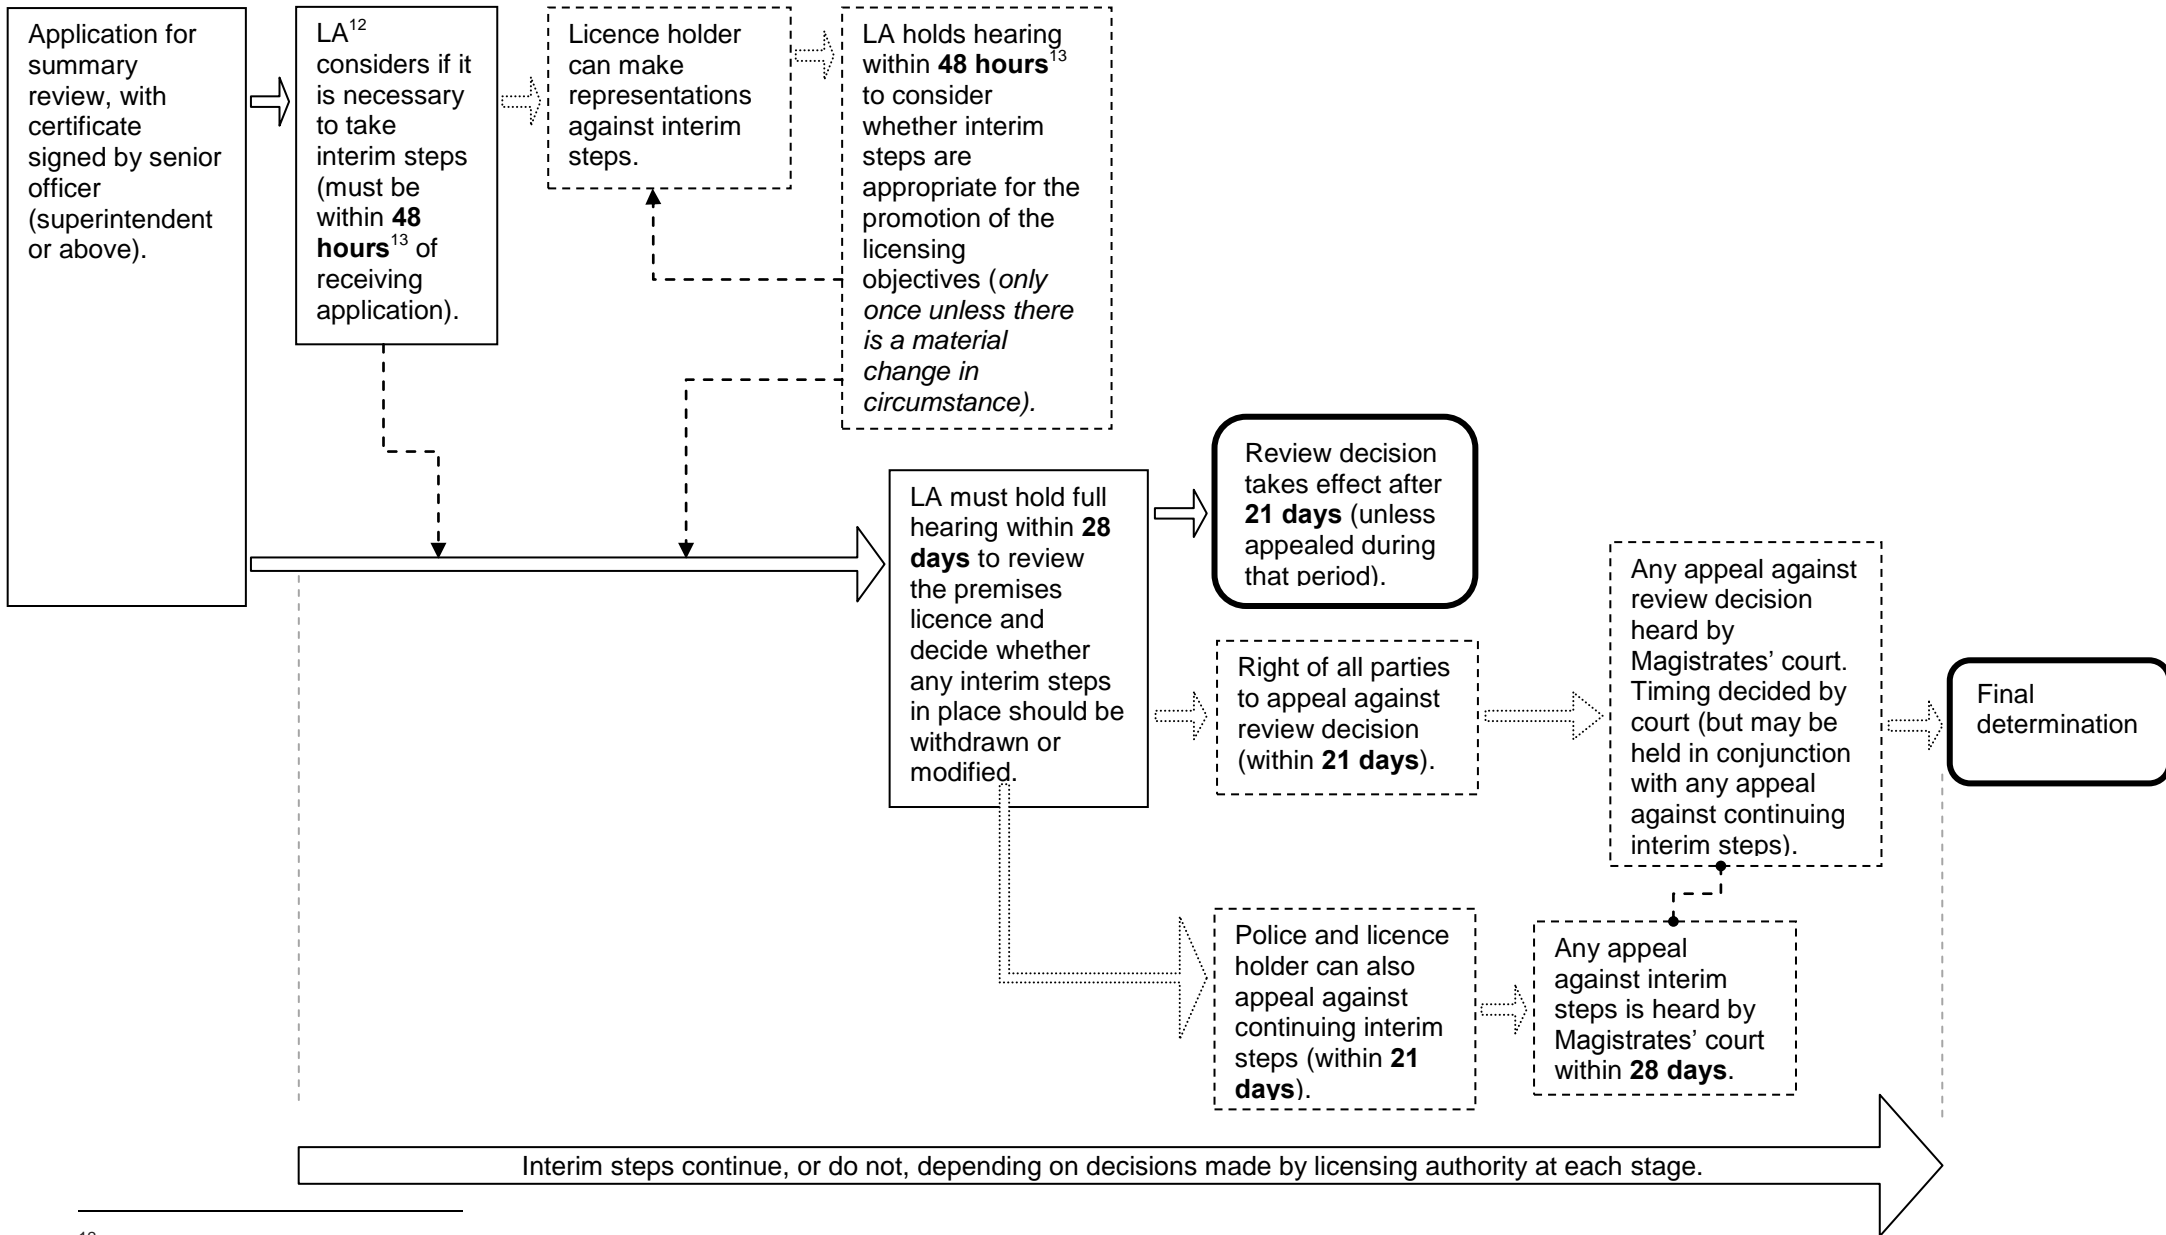 Application for
summary
review, with
certificate
signed by senior
officer
(superintendent
or above).
LA12
considers if it
is necessary
to take
interim steps
(must be
within 48
hours13 of
receiving
application).
Licence holder
can make
representations
against interim
steps.
LA holds hearing
within 48 hours13
to consider
whether interim
steps are
appropriate for the
promotion of the
licensing
objectives (only
once unless there
is a material
change in
circumstance).
LA must hold full
hearing within 28
days to review
the premises
licence and
decide whether
any interim steps
in place should be
withdrawn or
modified.
Review decision
takes effect after
21 days (unless
appealed during
that period).
Right of all parties
to appeal against
review decision
(within 21 days).
Any appeal against
review decision
heard by
Magistrates’ court.
Timing decided by
court (but may be
held in conjunction
with any appeal
against continuing
interim steps).
Final
determination
Police and licence
holder can also
appeal against
continuing interim
steps (within 21
days).
Any appeal
against interim
steps is heard by
Magistrates’ court
within 28 days.
Interim steps continue, or do not, depending on decisions made by licensing authority at each stage.